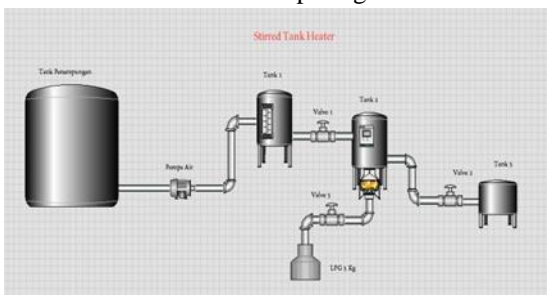 Stirred Tank Heater
Tank Penampungan
Tank 1
Valve 1
Tank 2
Pompa Air
Valve 3
Valve 2
Tank 3
LPG 3 Kg